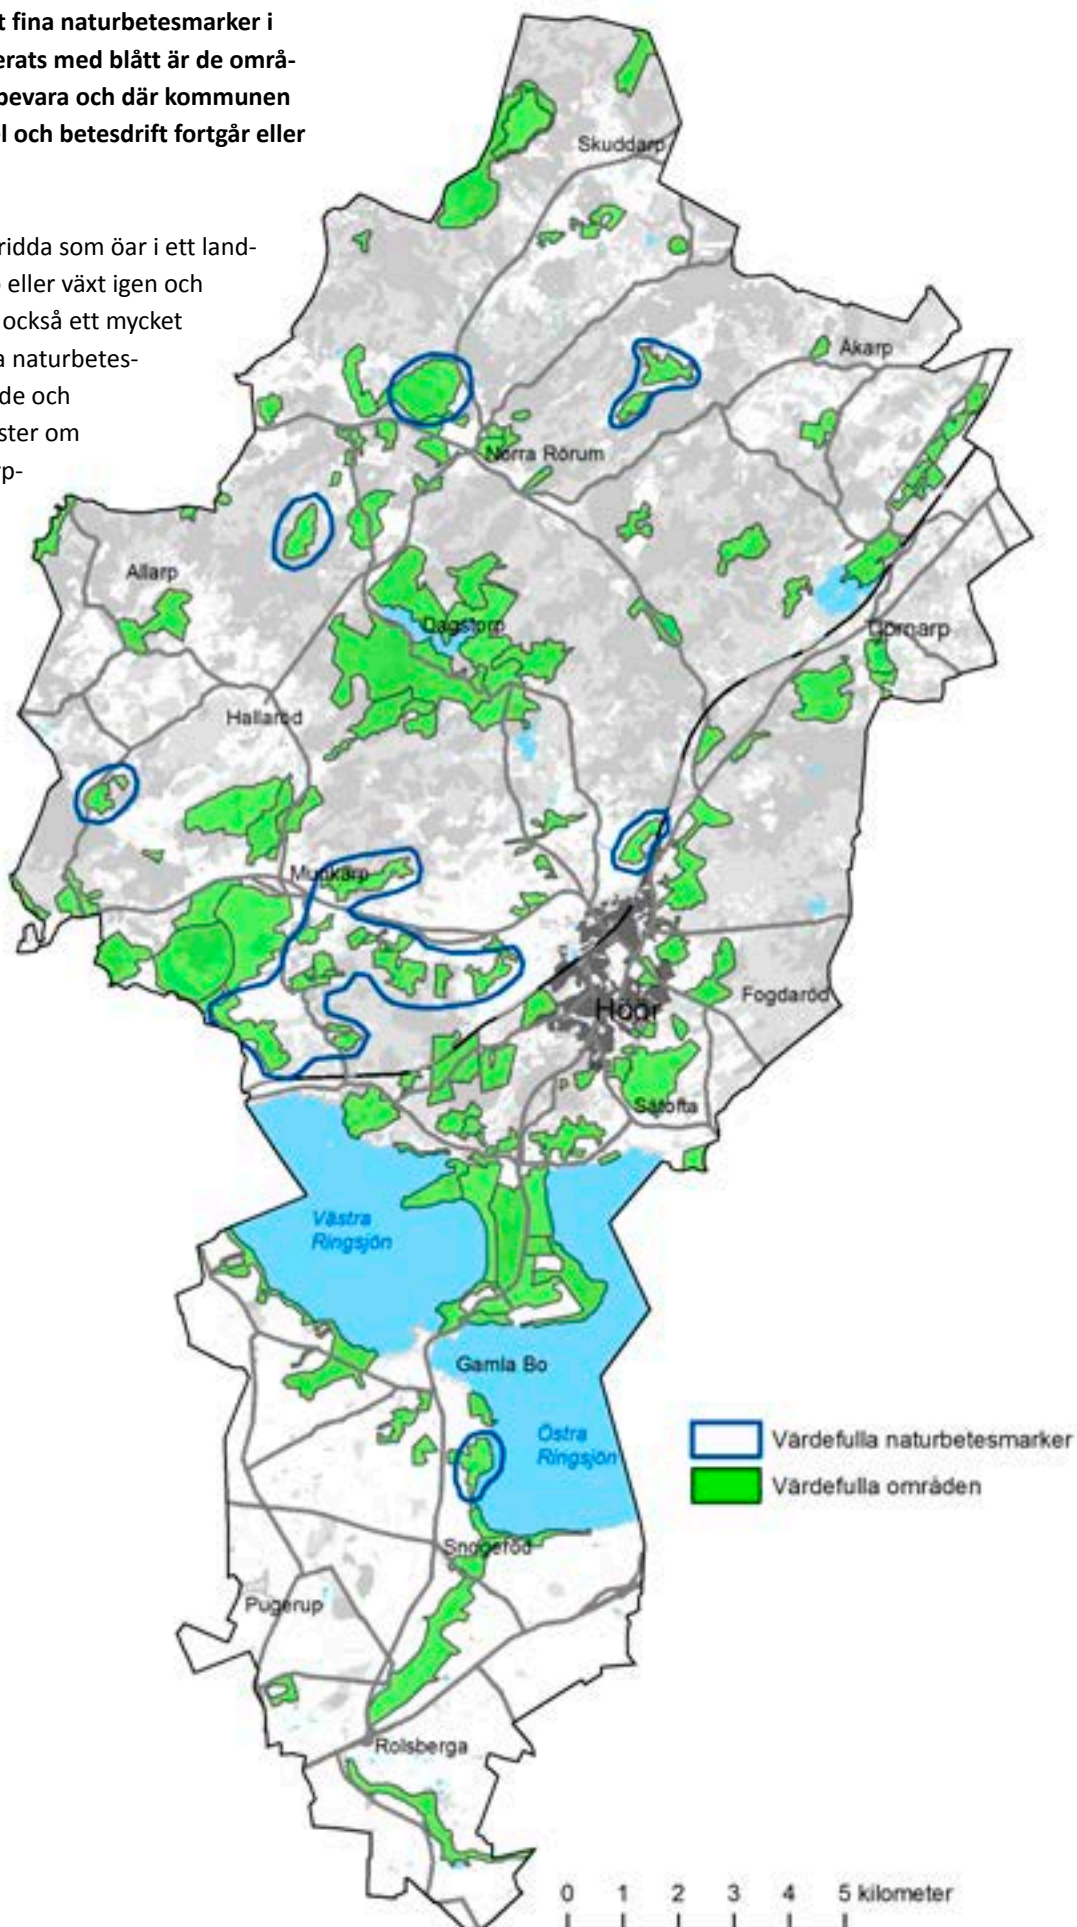 t fina naturbetesmarker i
erats med blått är de områ-
bevara och där kommunen
l och betesdrift fortgår eller
ridda som öar i ett land-
eller växt igen och
också ett mycket
a naturbetes-
de och
ster om
p-
Skuddarp
Åkarp
Norra Rörum
Allarp
Dagstorp
Tjörnarp
Hallaröd
Munkarp
Höör
Fogdaröd
Sätofta
Västra
Ringsjön
Gamla Bo
Östra
Ringsjön
Värdefulla naturbetesmarker
Värdefulla områden
Snogeröd
Pugerup
Rolsberga
0 1 2 3 4 5 kilometer